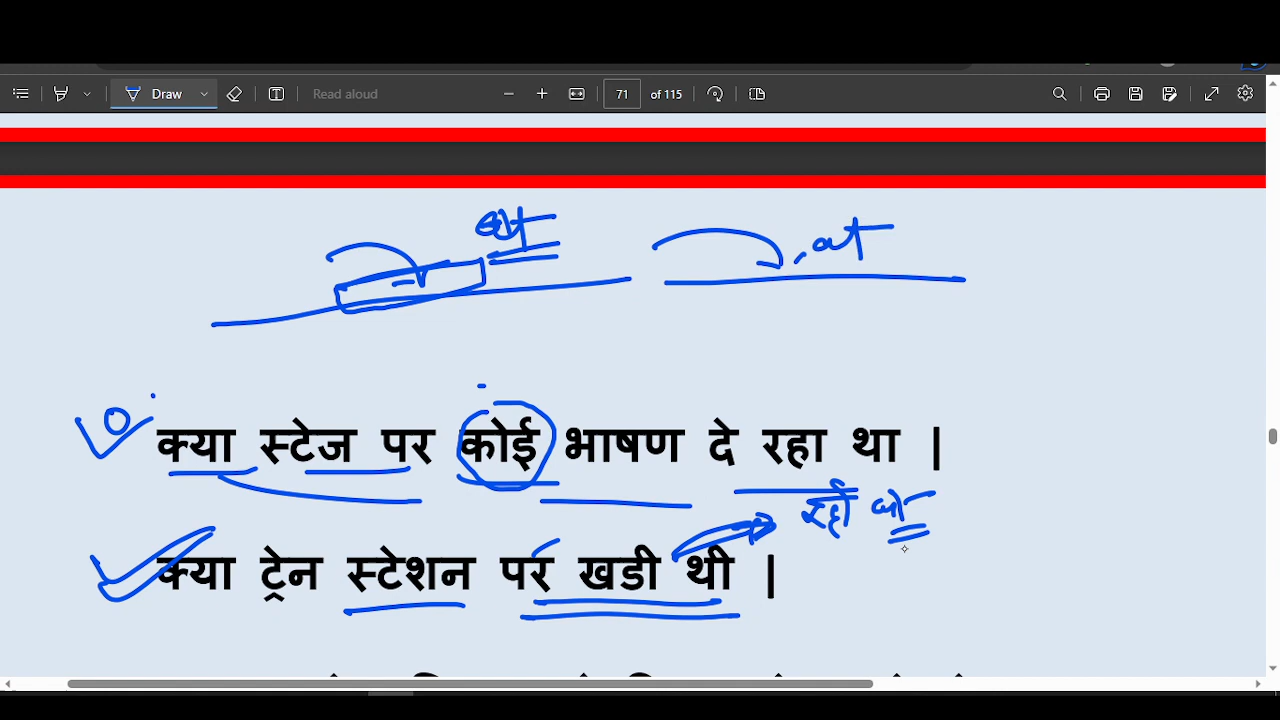 Draw
Read aloud
71 of 115
at
at
क्या स्टेज पर कोई भाषण दे रहा था |
रही
क्या ट्रेन स्टेशन पर खडी थी |